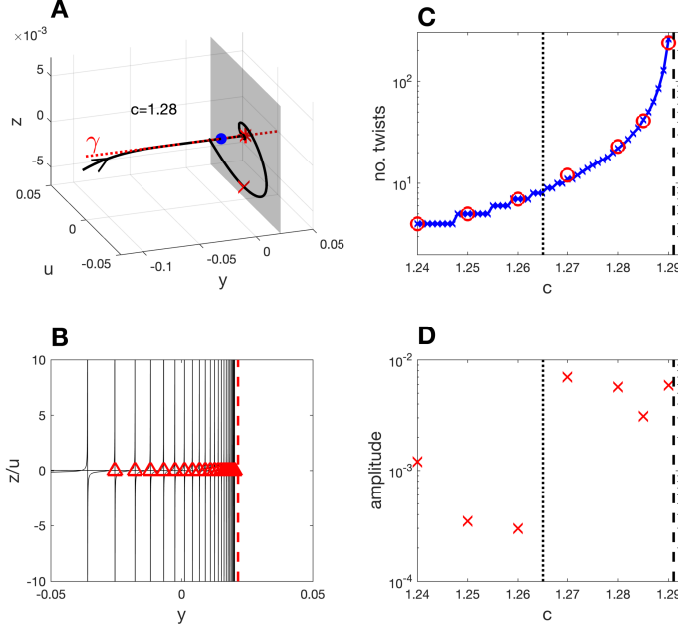 A
×10⁻³
5
0
-5
z
c=1.28
γ
0.05
0
-0.05
u
-0.1
-0.05
0
0.05
y
B
10
5
0
-5
-10
z/u
-0.05
0
0.05
y
C
10²
10¹
no. twists
1.24
1.25
1.26
1.27
1.28
1.29
c
D
10⁻²
10⁻³
10⁻⁴
amplitude
1.24
1.25
1.26
1.27
1.28
1.29
c